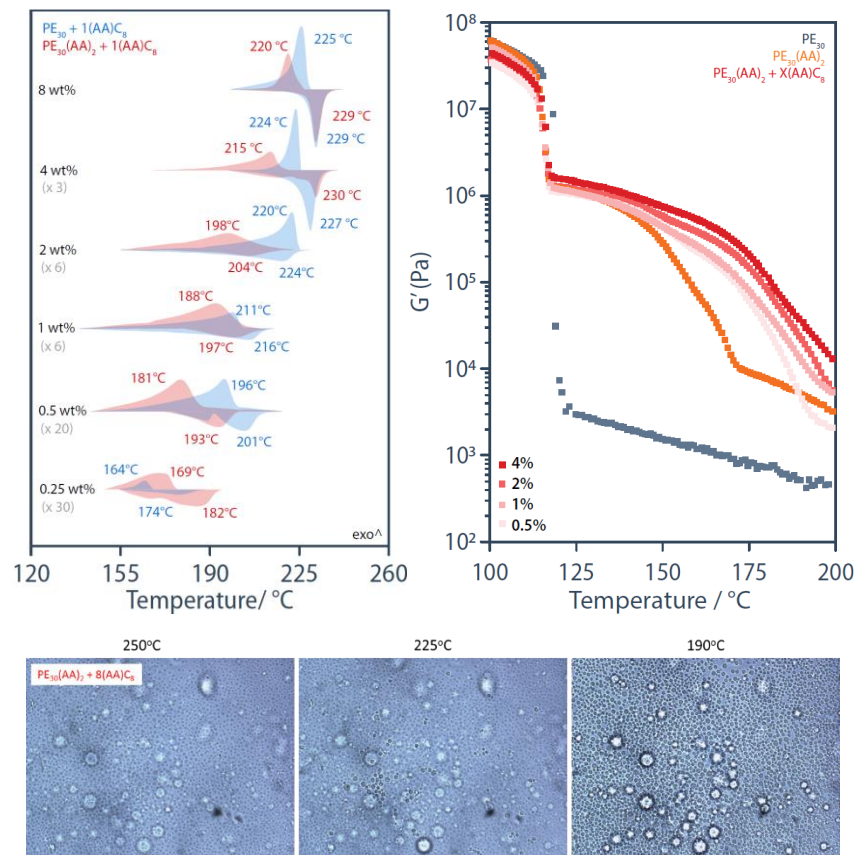 PE30 + 1(AA)C8
PE30(AA)2 + 1(AA)C8
220 °C
225 °C
8 wt%
229 °C
224 °C
229 °C
215 °C
4 wt%
(x 3)
230 °C
220°C
227 °C
198°C
2 wt%
(x 6)
204°C
224°C
188°C
211°C
1 wt%
(x 6)
197°C
216°C
181°C
196°C
0.5 wt%
(x 20)
193°C
201°C
164°C
169°C
0.25 wt%
(x 30)
174°C
182°C
exo^
120 155 190 225 260
Temperature/ °C
PE30
PE30(AA)2
PE30(AA)2 + X(AA)C8
10⁸
10⁷
10⁶
10⁵
10⁴
10³
10²
G′ (Pa)
4%
2%
1%
0.5%
100 125 150 175 200
Temperature / °C
250°C 225°C 190°C
PE30(AA)2 + 8(AA)C8